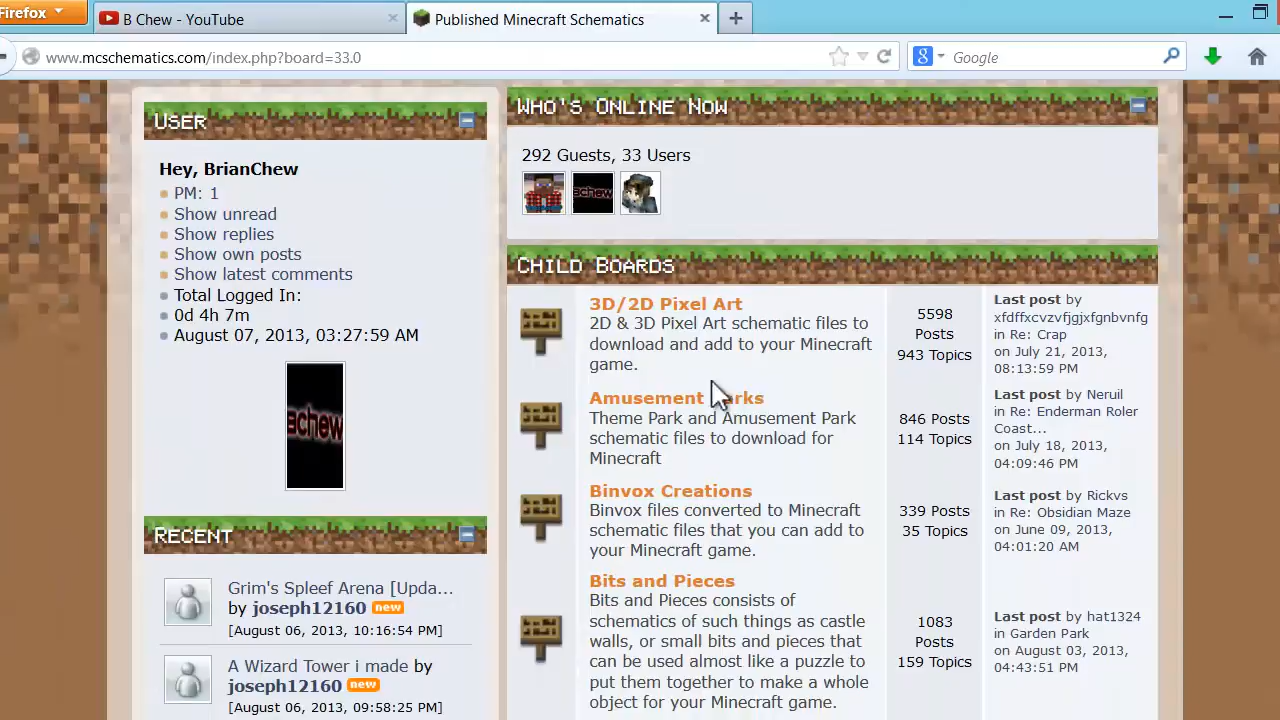 Firefox
B Chew - YouTube
Published Minecraft Schematics
www.mcschematics.com/index.php?board=33.0
Google
User
Hey, BrianChew
PM: 1
Show unread
Show replies
Show own posts
Show latest comments
Total Logged In:
0d 4h 7m
August 07, 2013, 03:27:59 AM
chew
Recent
Grim's Spleef Arena [Upda...
by joseph12160 new
[August 06, 2013, 10:16:54 PM]
A Wizard Tower i made by
joseph12160 new
[August 06, 2013, 09:58:25 PM]
Who's Online Now
292 Guests, 33 Users
chew
Child Boards
3D/2D Pixel Art
2D & 3D Pixel Art schematic files to
download and add to your Minecraft
game.
5598
Posts
943 Topics
Last post by
xfdffxcvzvfjgjxfgnbvnfg
in Re: Crap
on July 21, 2013,
08:13:59 PM
Amusement
Theme Park and Amusement Park
schematic files to download for
Minecraft
846 Posts
114 Topics
Last post by Neruil
in Re: Enderman Roler
Coast...
on July 18, 2013,
04:09:46 PM
Binvox Creations
Binvox files converted to Minecraft
schematic files that you can add to
your Minecraft game.
339 Posts
35 Topics
Last post by Rickvs
in Re: Obsidian Maze
on June 09, 2013,
04:01:20 AM
Bits and Pieces
Bits and Pieces consists of
schematics of such things as castle
walls, or small bits and pieces that
can be used almost like a puzzle to
put them together to make a whole
object for your Minecraft game.
1083
Posts
159 Topics
Last post by hat1324
in Garden Park
on August 03, 2013,
04:43:51 PM